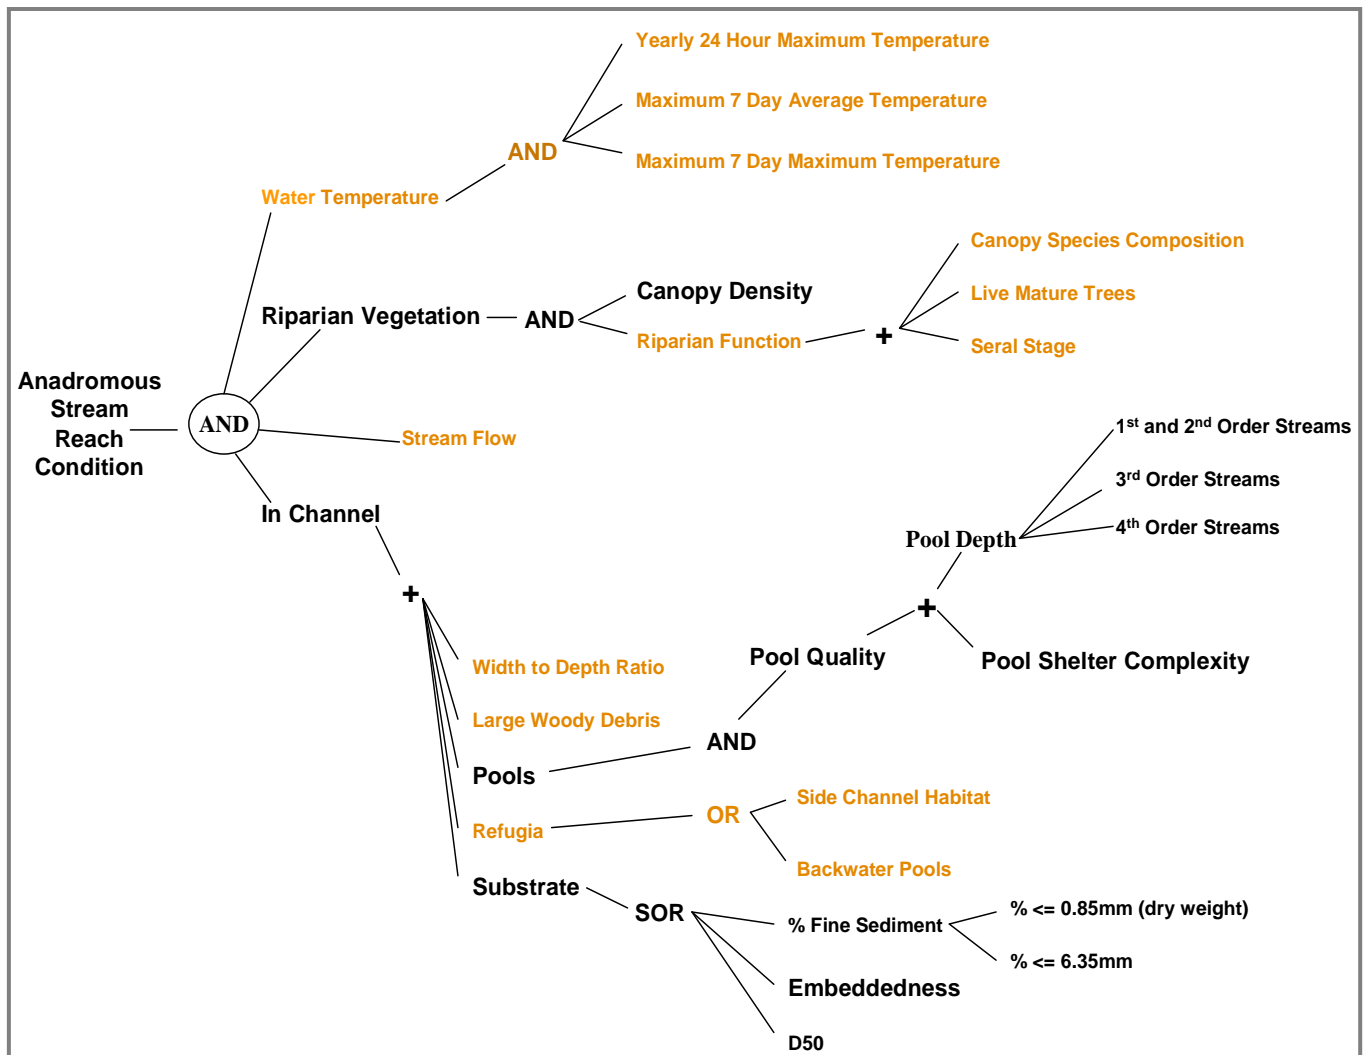 Yearly 24 Hour Maximum Temperature
Maximum 7 Day Average Temperature
AND
Maximum 7 Day Maximum Temperature
Water Temperature
Canopy Species Composition
Canopy Density
Live Mature Trees
Riparian Vegetation
AND
Riparian Function
+
Seral Stage
Anadromous
Stream
Reach
Condition
AND
Stream Flow
1st and 2nd Order Streams
3rd Order Streams
4th Order Streams
In Channel
Pool Depth
+
+
Pool Quality
Pool Shelter Complexity
Width to Depth Ratio
Large Woody Debris
AND
Pools
Side Channel Habitat
OR
Refugia
Backwater Pools
Substrate
SOR
% Fine Sediment
% <= 0.85mm (dry weight)
% <= 6.35mm
Embeddedness
D50